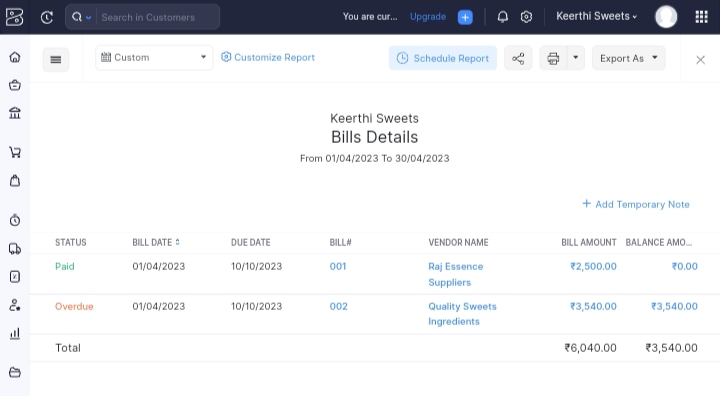 Search in Customers You are cur... Upgrade Keerthi Sweets
Custom Customize Report Schedule Report Export As
Keerthi Sweets
Bills Details
From 01/04/2023 To 30/04/2023
+ Add Temporary Note
STATUS BILL DATE DUE DATE BILL# VENDOR NAME BILL AMOUNT BALANCE AMO...
Paid 01/04/2023 10/10/2023 001 Raj Essence ₹2,500.00 ₹0.00
Suppliers
Overdue 01/04/2023 10/10/2023 002 Quality Sweets ₹3,540.00 ₹3,540.00
Ingredients
Total ₹6,040.00 ₹3,540.00